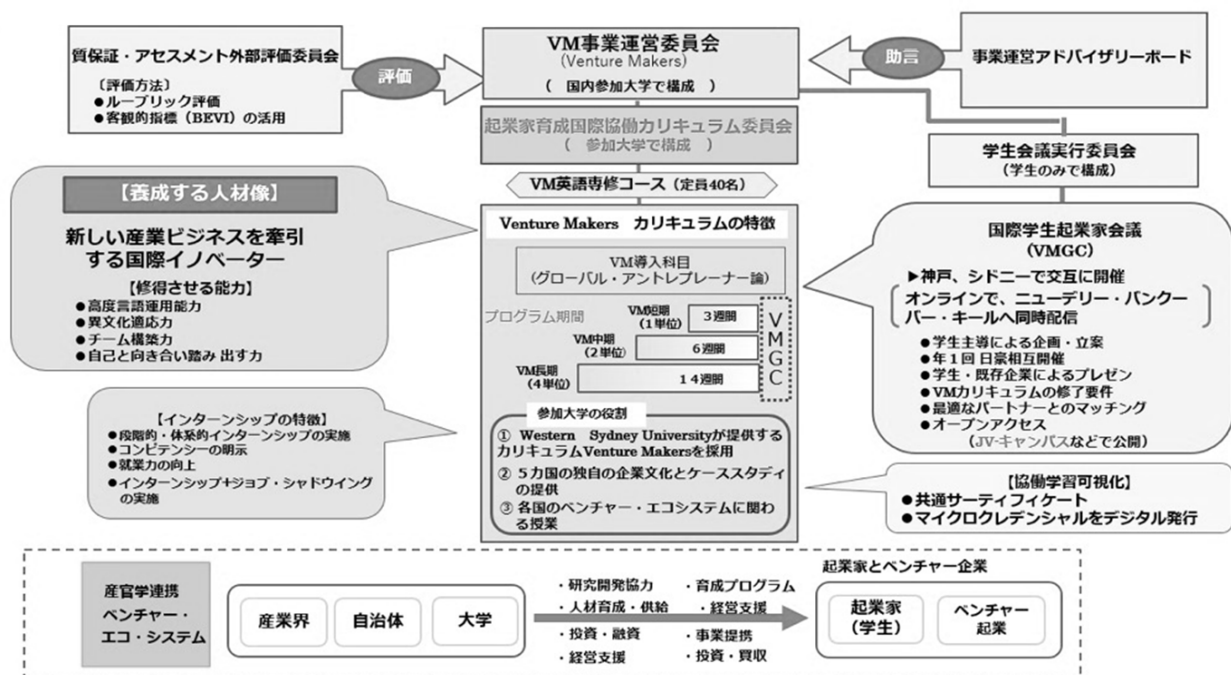 質保証・アセスメント外部評価委員会
〔評価方法〕
●ルーブリック評価
●客観的指標（BEVI）の活用
評価
VM事業運営委員会
(Venture Makers)
（　国内参加大学で構成　）
助言
事業運営アドバイザリーボード
起業家育成国際協働カリキュラム委員会
（　参加大学で構成　）
学生会議実行委員会
(学生のみで構成)
VM英語専修コース（定員40名）
【養成する人材像】
新しい産業ビジネスを牽引
する国際イノベーター
【修得させる能力】
●高度言語運用能力
●異文化適応力
●チーム構築力
●自己と向き合い踏み 出す力
Venture Makers　カリキュラムの特徴
VM導入科目
（グローバル・アントレプレーナー論）
プログラム期間
VM短期
(１単位)
３週間
VM中期
(２単位)
６週間
VM長期
(４単位)
１４週間
VMGC
参加大学の役割
① Western　Sydney Universityが提供する
カリキュラムVenture Makersを採用
② ５カ国の独自の企業文化とケーススタディ
の提供
③ 各国のベンチャー・エコシステムに関わ
る授業
国際学生起業家会議
(VMGC)
▶神戸、シドニーで交互に開催
オンラインで、ニューデリー・バンクー
バー・キールへ同時配信
●学生主導による企画・立案
●年１回 日豪相互開催
●学生・既存企業によるプレゼン
●VMカリキュラムの修了要件
●最適なパートナーとのマッチング
●オープンアクセス
（JV-キャンパスなどで公開）
【インターンシップの特徴】
●段階的・体系的インターンシップの実施
●コンピテンシーの明示
●就業力の向上
●インターンシップ+ジョブ・シャドウイング
の実施
【協働学習可視化】
●共通サーティフィケート
●マイクロクレデンシャルをデジタル発行
産官学連携
ベンチャー・
エコ・システム
産業界
自治体
大学
・研究開発協力
・人材育成・供給
・投資・融資
経営支援
・育成プログラム
・経営支援
・事業提携
・投資・買収
起業家とベンチャー企業
起業家
（学生）
ベンチャー
起業